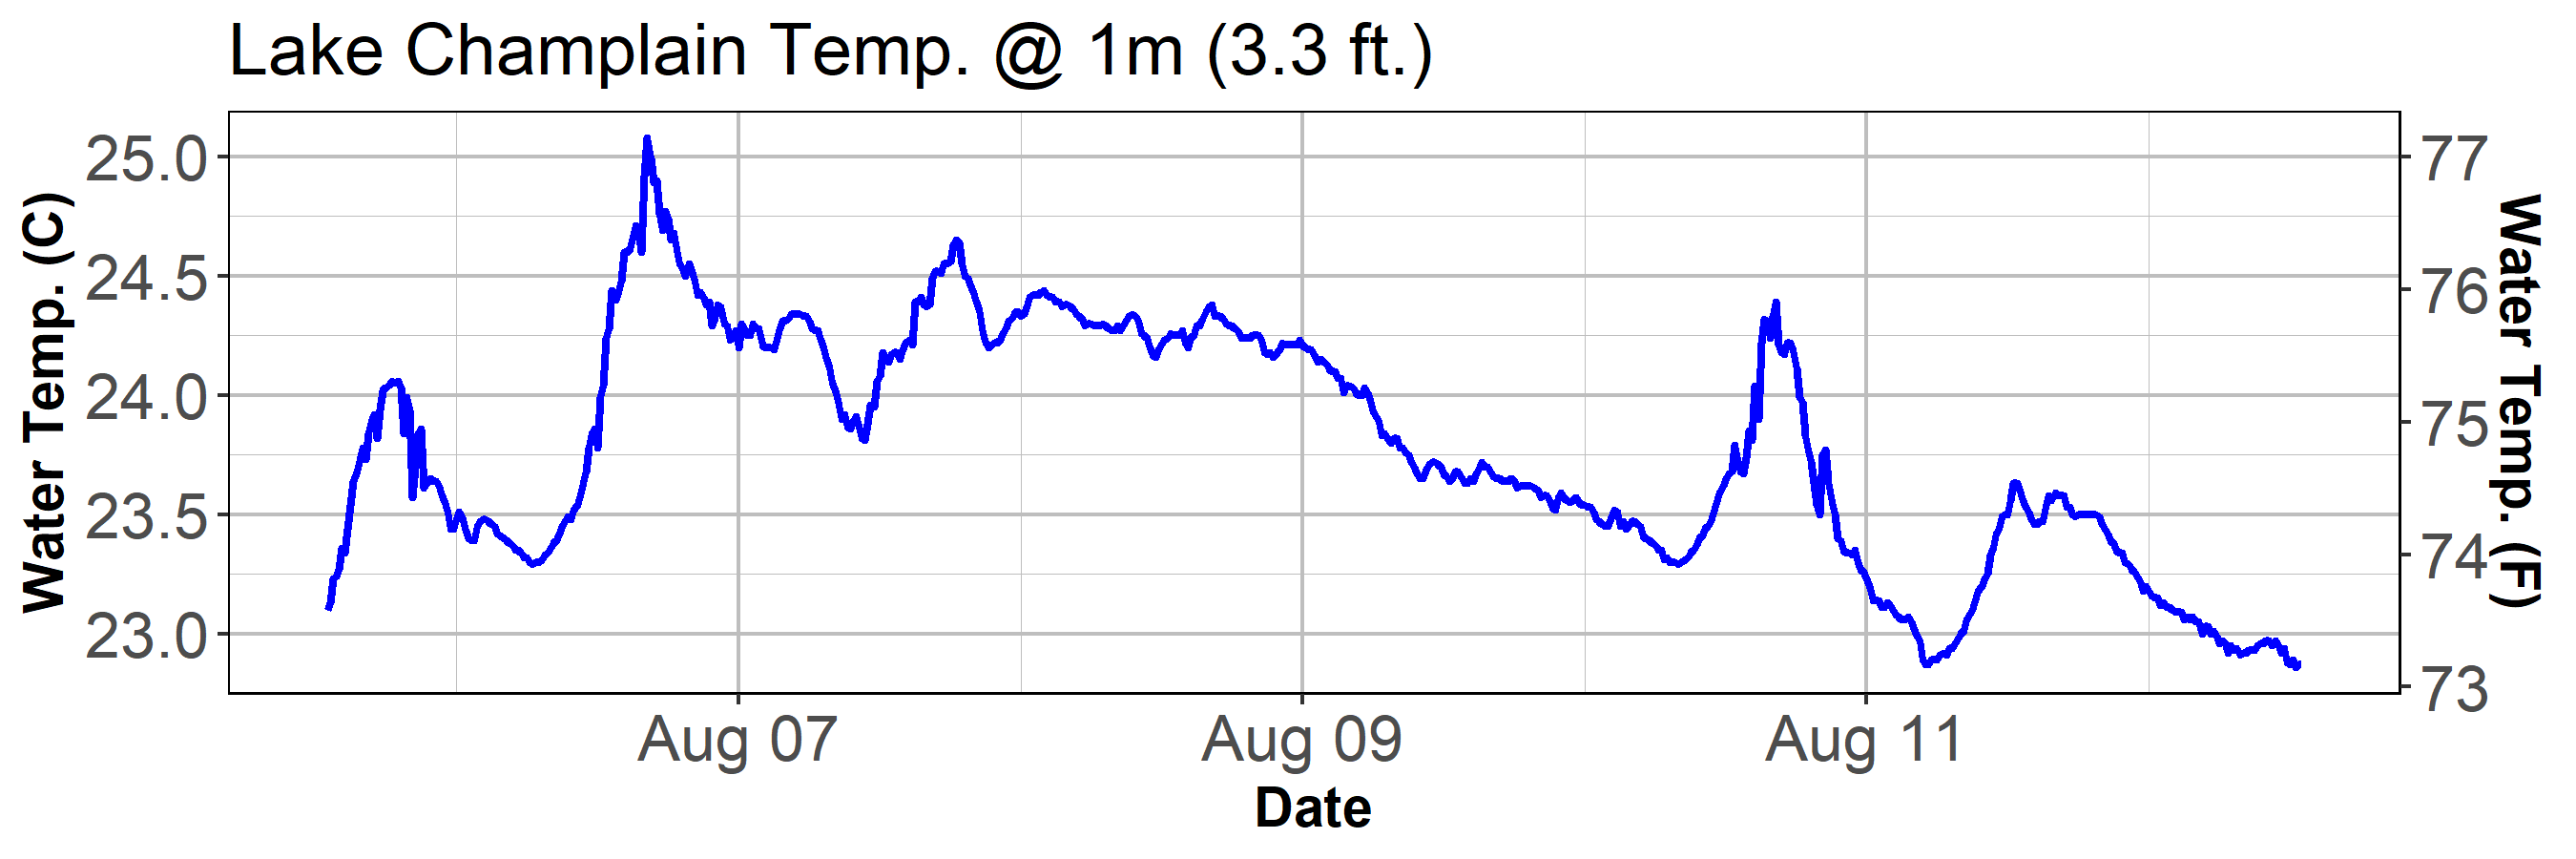 Lake Champlain Temp. @ 1m (3.3 ft.)
Water Temp. (C)
25.0
24.5
24.0
23.5
23.0
77
76
75
74
73
Water Temp. (F)
Aug 07
Aug 09
Aug 11
Date